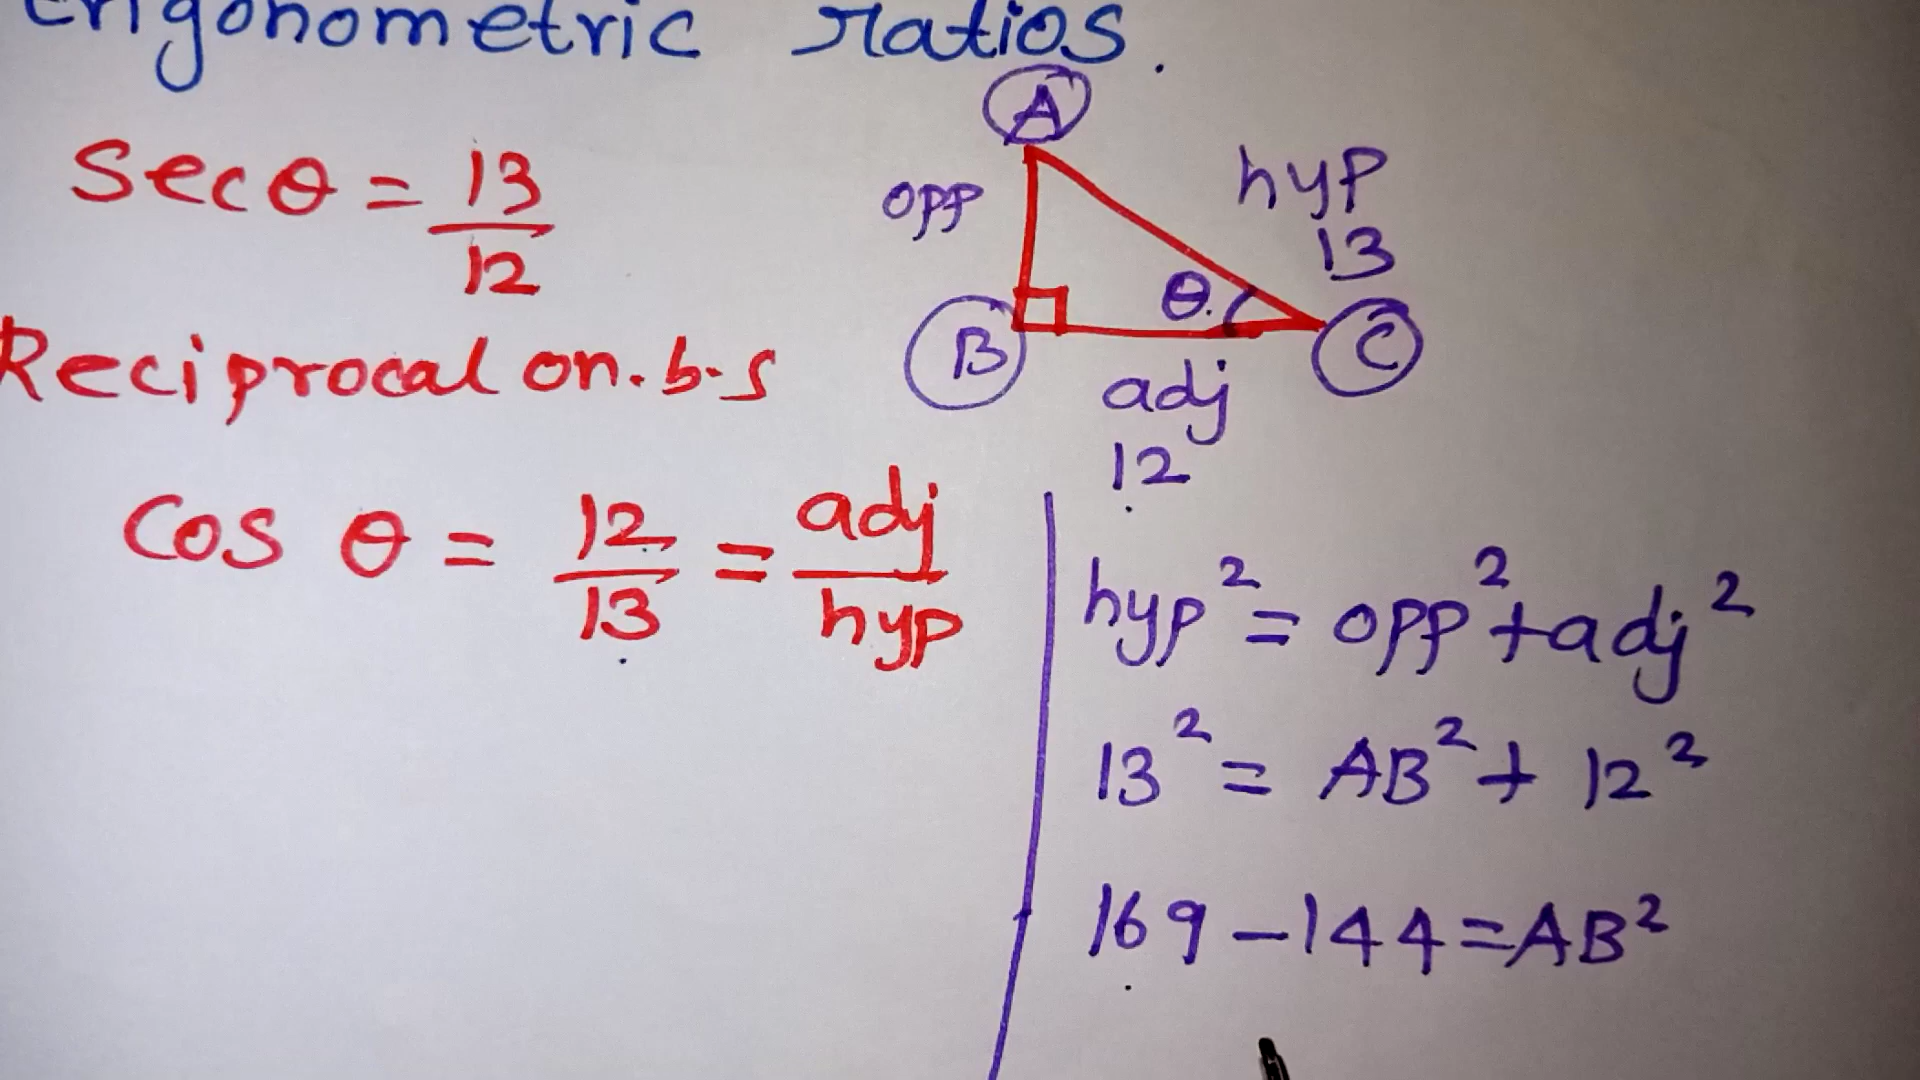 trigonometric ratios.
A
sec θ = 13/12
opp
hyp
13
θ
B
C
Reciprocal on. b.s
adj
12
cos θ = 12/13 = adj/hyp
hyp² = opp² + adj²
13² = AB² + 12²
169 – 144 = AB²